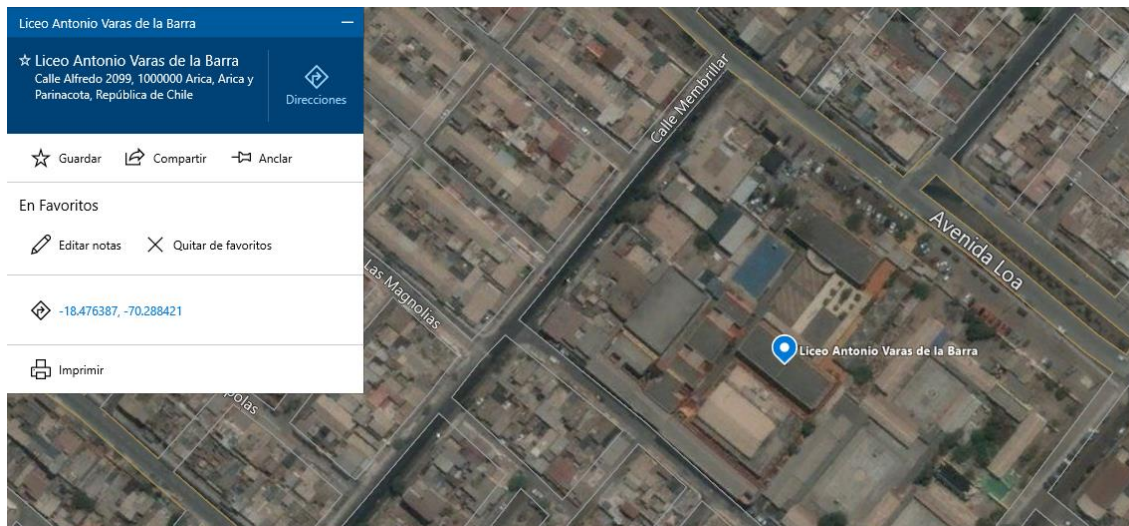 Liceo Antonio Varas de la Barra
Liceo Antonio Varas de la Barra
Calle Alfredo 2099, 1000000 Arica, Arica y
Parinacota, República de Chile
Direcciones
Guardar
Compartir
Anclar
En Favoritos
Editar notas
Quitar de favoritos
-18.476387, -70.288421
Imprimir
Calle Membrillar
Avenida Loa
Las Magnolias
Liceo Antonio Varas de la Barra